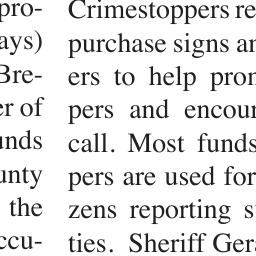 pro-
ays)
Bre-
er of
unds
unty
the
ccu-
Crimestoppers re
purchase signs an
ers to help pron
pers and encour
call. Most funds
pers are used for
zens reporting s
ties. Sheriff Gera